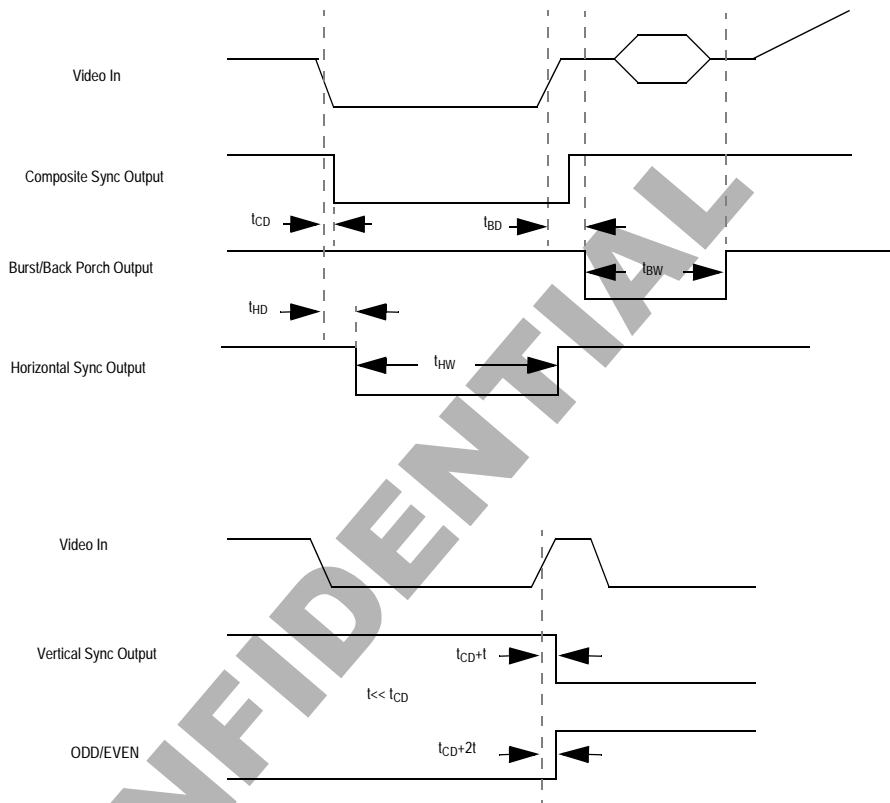 Video In
Composite Sync Output
tCD
tBD
Burst/Back Porch Output
tBW
tHD
Horizontal Sync Output
tHW
Video In
Vertical Sync Output
tCD+t
t<< tCD
ODD/EVEN
tCD+2t
NFIDENTIAL